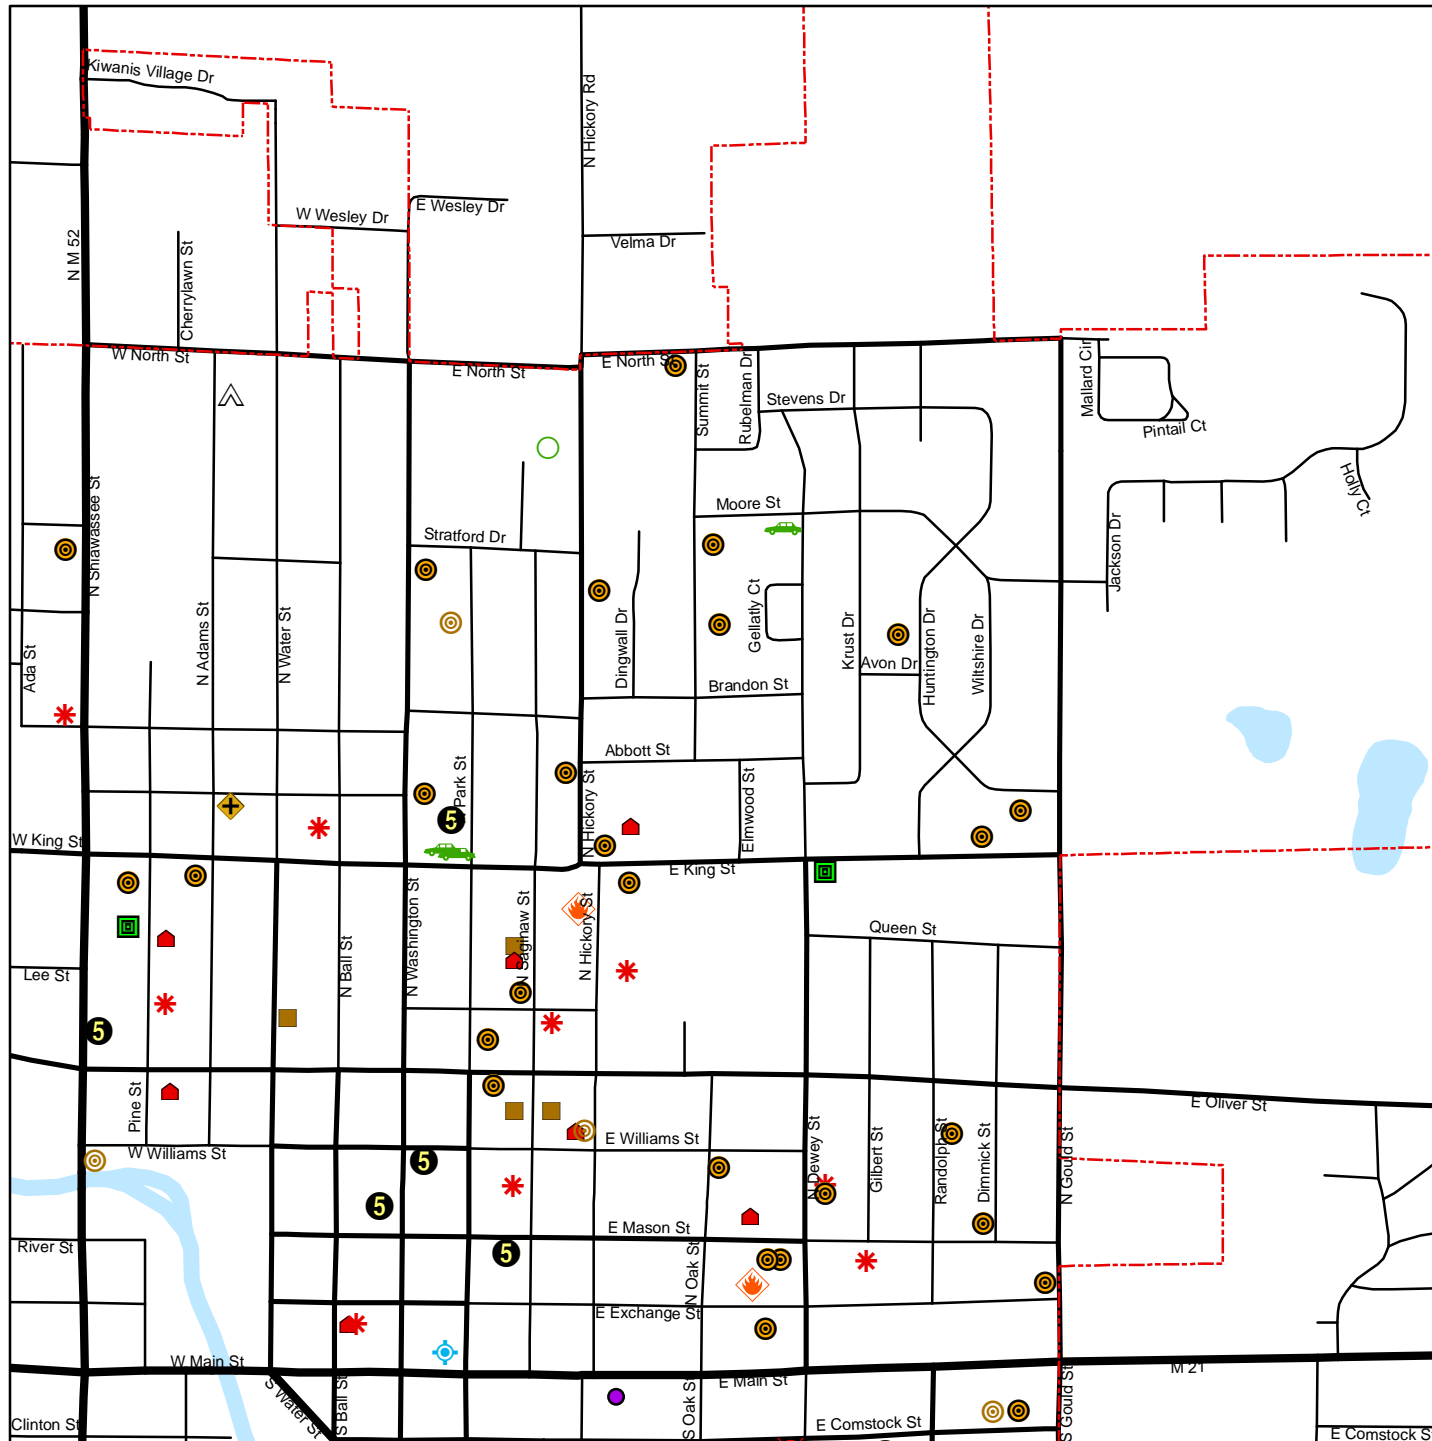 Kiwanis Village Dr
N Hickory Rd
E Wesley Dr
W Wesley Dr
Velma Dr
N M 52
Cherrylawn St
W North St
E North St
E North St
Summit St
Rubelman Dr
Stevens Dr
Mallard Cir
Pintail Ct
Holly Ct
N Shiawassee St
Moore St
Stratford Dr
Jackson Dr
Ada St
N Adams St
N Water St
Dingwall Dr
Gellatly Ct
Krust Dr
Avon Dr
Huntington Dr
Wiltshire Dr
Brandon St
Abbott St
Park St
5
N Hickory St
Elmwood St
W King St
E King St
N Washington St
N Saginaw St
N Hickory St
Queen St
N Ball St
Lee St
5
Pine St
E Oliver St
W Williams St
E Williams St
5
N Dewey St
Gilbert St
Randolph St
Dimmick St
N Gould St
5
E Mason St
River St
5
N Oak St
E Exchange St
W Main St
E Main St
M 21
S Water St
S Ball St
S Oak St
S Gould St
Clinton St
E Comstock St
E Comstock S